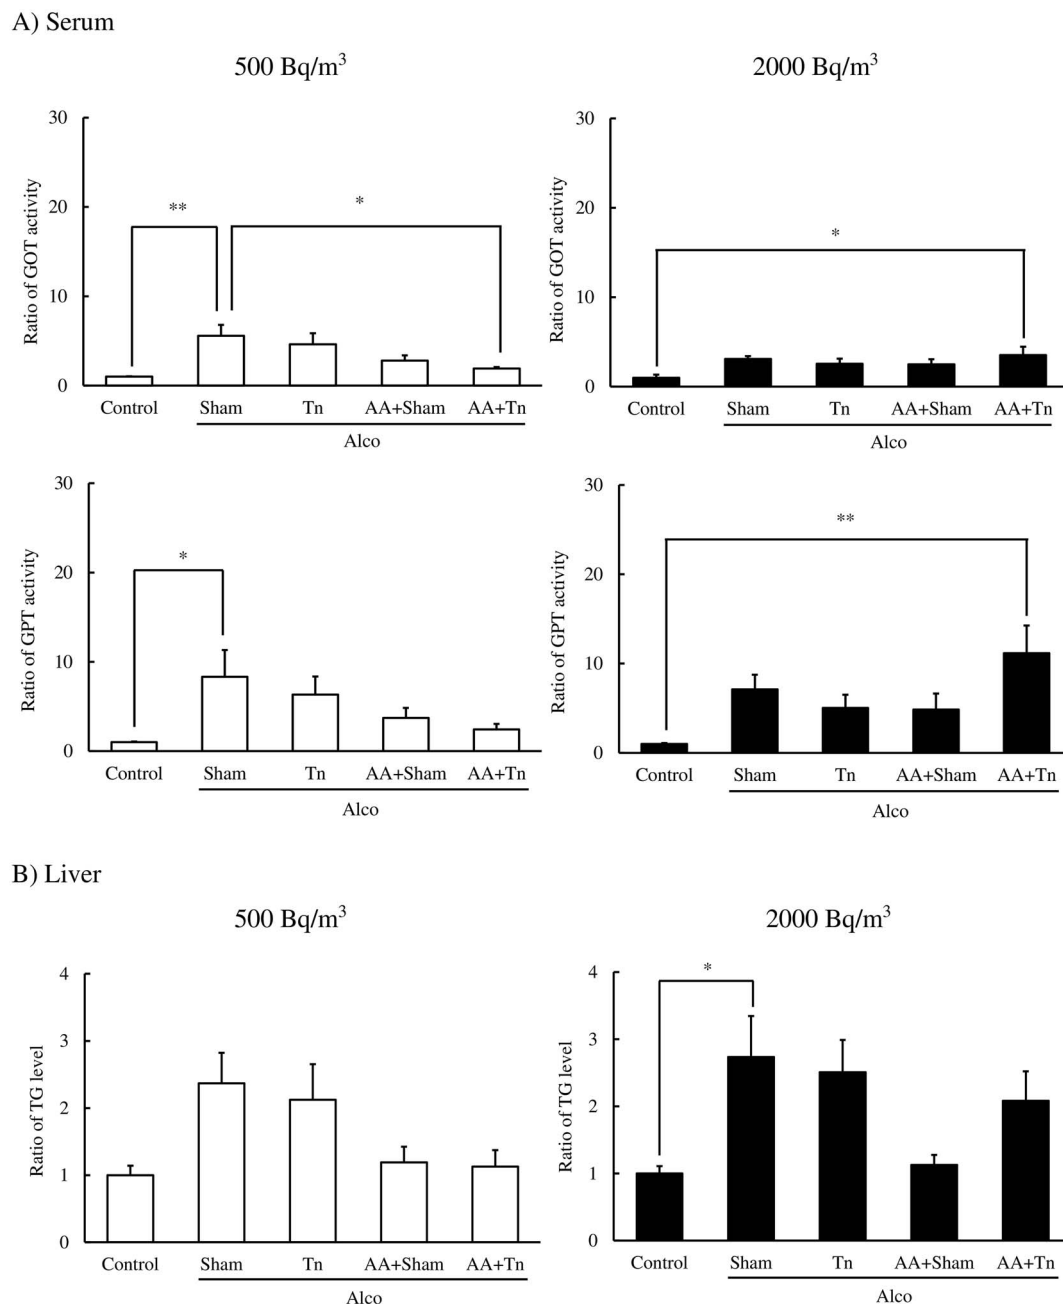 A) Serum
500 Bq/m³
2000 Bq/m³
Ratio of GOT activity
30
20
10
0
**
*
Control Sham Tn AA+Sham AA+Tn
Alco
Ratio of GOT activity
30
20
10
0
*
Control Sham Tn AA+Sham AA+Tn
Alco
Ratio of GPT activity
30
20
10
0
*
Control Sham Tn AA+Sham AA+Tn
Alco
Ratio of GPT activity
30
20
10
0
**
Control Sham Tn AA+Sham AA+Tn
Alco
B) Liver
500 Bq/m³
2000 Bq/m³
Ratio of TG level
4
3
2
1
0
Control Sham Tn AA+Sham AA+Tn
Alco
Ratio of TG level
4
3
2
1
0
*
Control Sham Tn AA+Sham AA+Tn
Alco